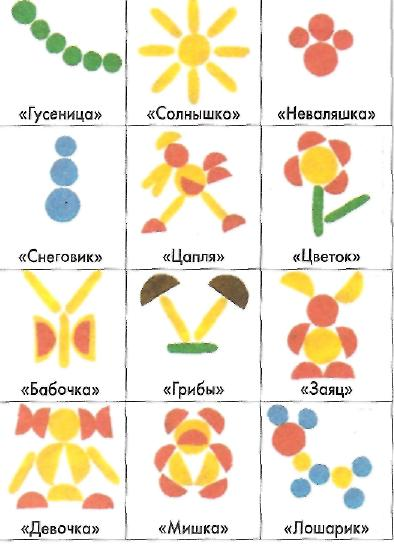 «Гусеница»
«Солнышко»
«Неваляшка»
«Снеговик»
«Цапля»
«Цветок»
«Бабочка»
«Грибы»
«Заяц»
«Девочка»
«Мишка»
«Лошарик»